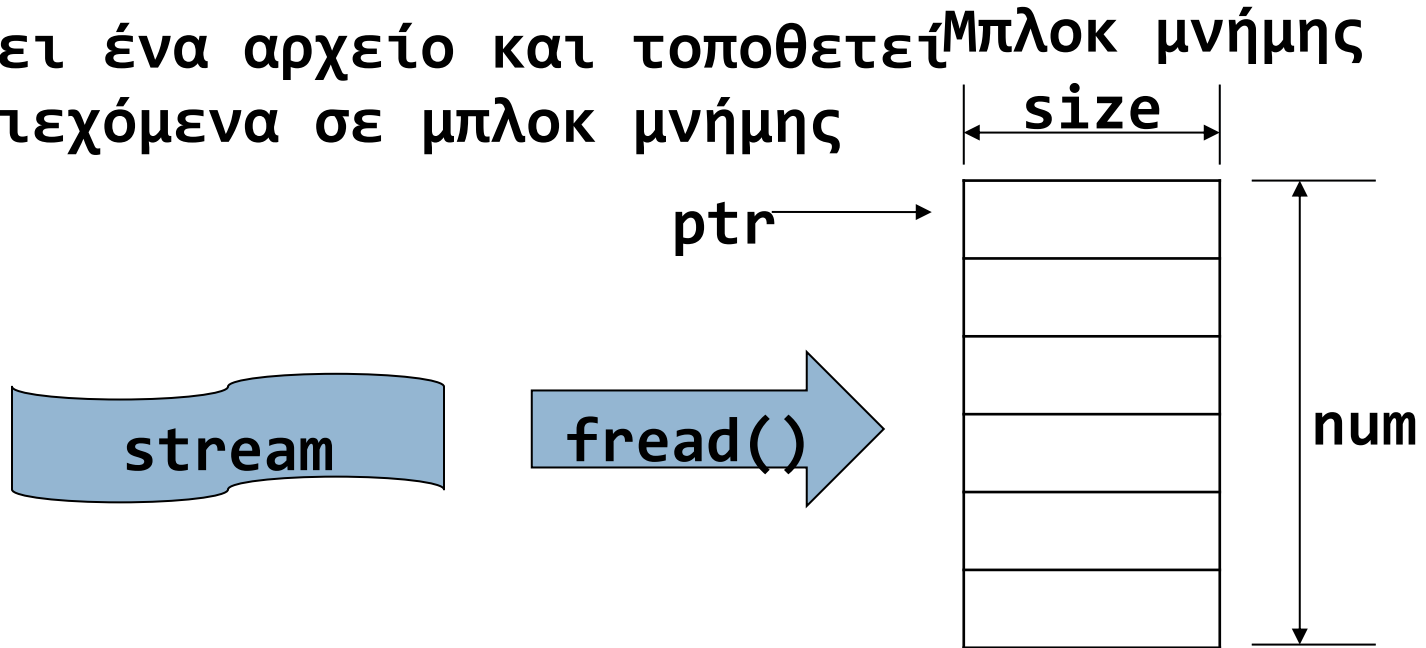 ει ένα αρχείο και τοποθετεί
ιεχόμενα σε μπλοκ μνήμης
Μπλοκ μνήμης
size
ptr
stream
fread()
num